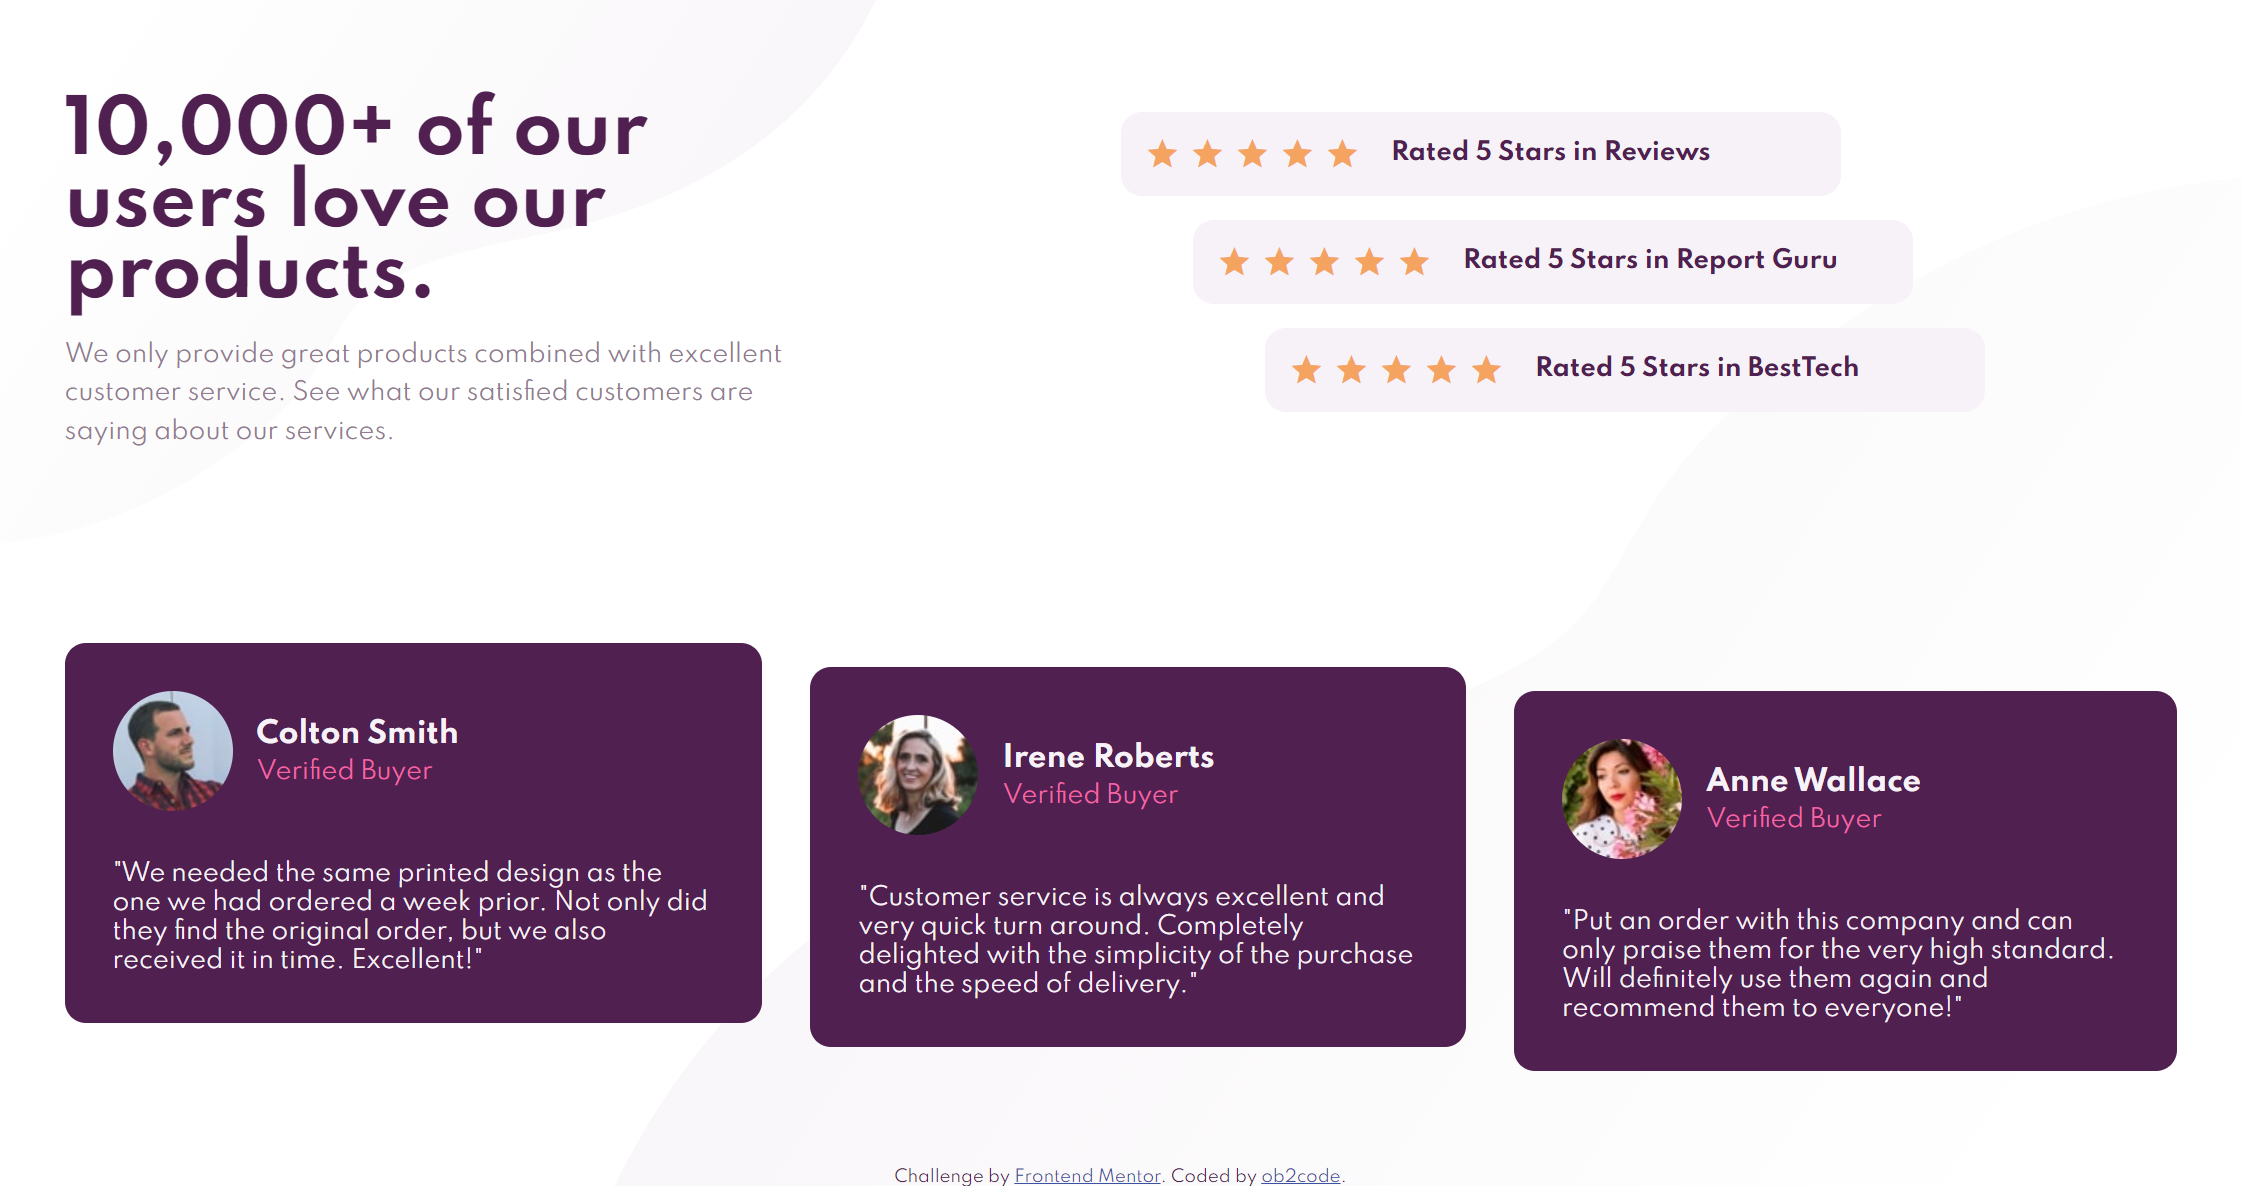 10,000+ of our
users love our
products.
We only provide great products combined with excellent
customer service. See what our satisfied customers are
saying about our services.
Rated 5 Stars in Reviews
Rated 5 Stars in Report Guru
Rated 5 Stars in BestTech
Colton Smith
Verified Buyer
"We needed the same printed design as the
one we had ordered a week prior. Not only did
they find the original order, but we also
received it in time. Excellent!"
Irene Roberts
Verified Buyer
"Customer service is always excellent and
very quick turn around. Completely
delighted with the simplicity of the purchase
and the speed of delivery."
Anne Wallace
Verified Buyer
"Put an order with this company and can
only praise them for the very high standard.
Will definitely use them again and
recommend them to everyone!"
Challenge by Frontend Mentor. Coded by ob2code.